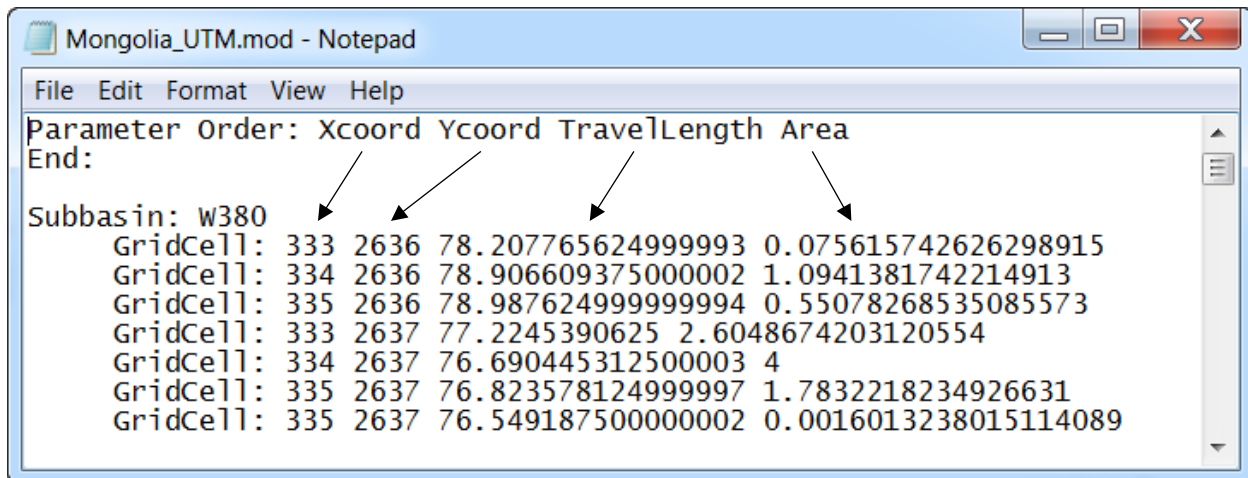 Mongolia_UTM.mod - Notepad
File Edit Format View Help
Parameter Order: Xcoord Ycoord TravelLength Area
End:
Subbasin: W380
GridCell: 333 2636 78.207765624999993 0.075615742626298915
GridCell: 334 2636 78.906609375000002 1.0941381742214913
GridCell: 335 2636 78.987624999999994 0.55078268535085573
GridCell: 333 2637 77.2245390625 2.6048674203120554
GridCell: 334 2637 76.690445312500003 4
GridCell: 335 2637 76.823578124999997 1.7832218234926631
GridCell: 335 2637 76.549187500000002 0.0016013238015114089